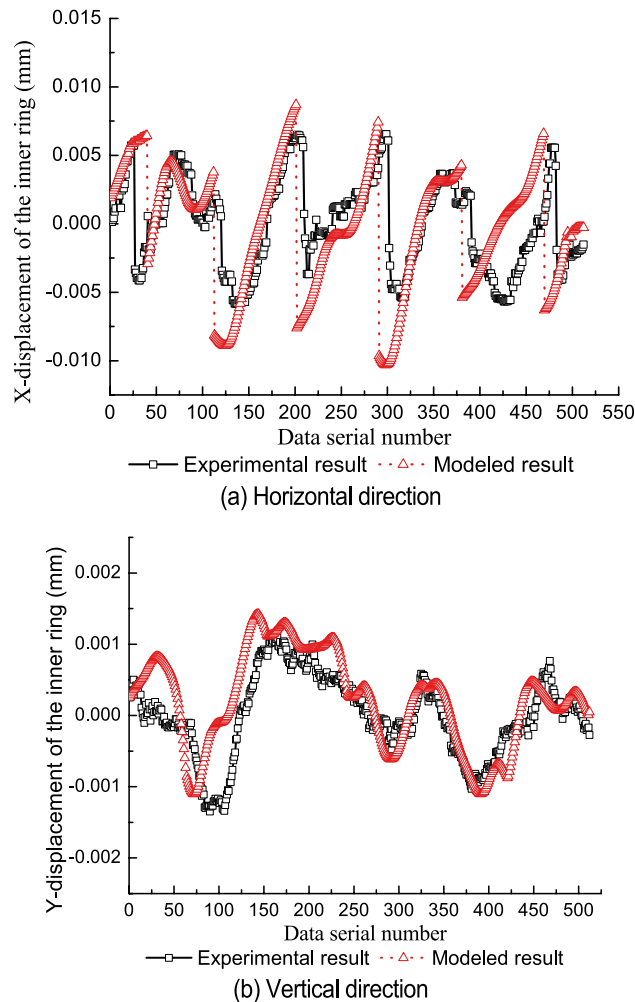 X-displacement of the inner ring (mm)
0.015
0.010
0.005
0.000
-0.005
-0.010
0 50 100 150 200 250 300 350 400 450 500 550
Data serial number
Experimental result Modeled result
(a) Horizontal direction
Y-displacement of the inner ring (mm)
0.002
0.001
0.000
-0.001
-0.002
0 50 100 150 200 250 300 350 400 450 500
Data serial number
Experimental result Modeled result
(b) Vertical direction